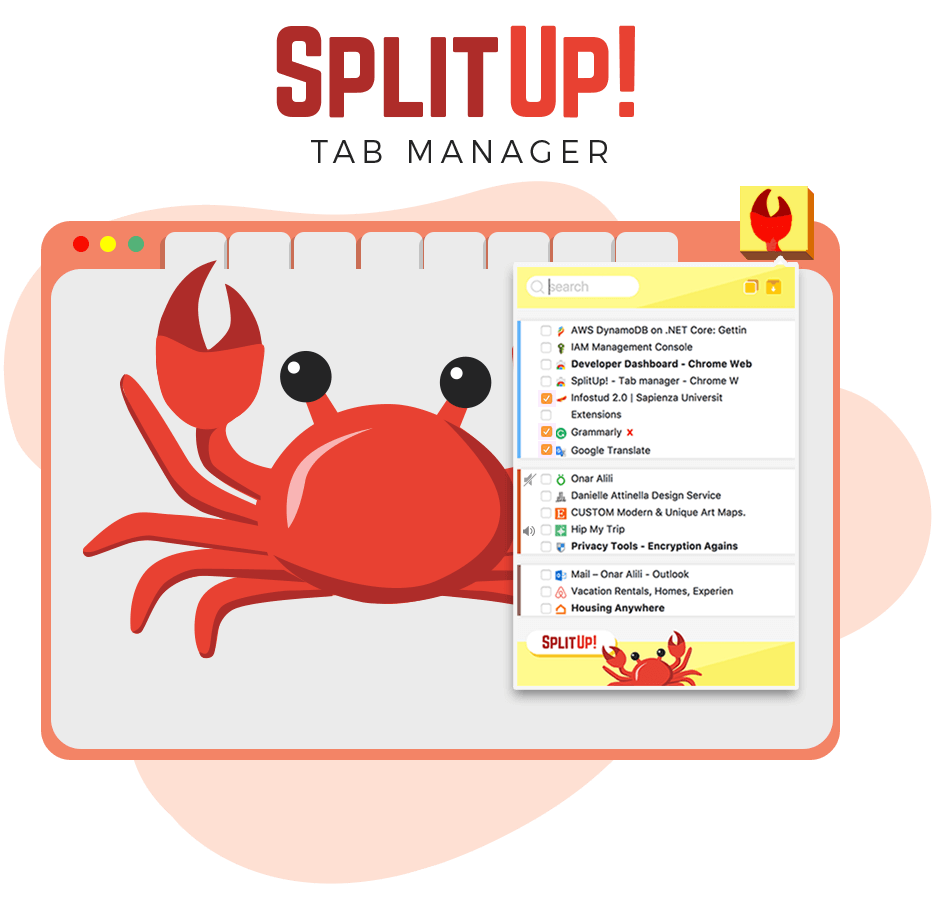 SPLITUP!
TAB MANAGER
search
AWS DynamoDB on .NET Core: Gettin
IAM Management Console
Developer Dashboard - Chrome Web
SplitUp! - Tab manager - Chrome W
Infostud 2.0 | Sapienza Universit
Extensions
Grammarly x
Google Translate
Onar Alili
Danielle Attinella Design Service
CUSTOM Modern & Unique Art Maps.
Hip My Trip
Privacy Tools - Encryption Agains
Mail – Onar Alili - Outlook
Vacation Rentals, Homes, Experien
Housing Anywhere
SPLITUP!